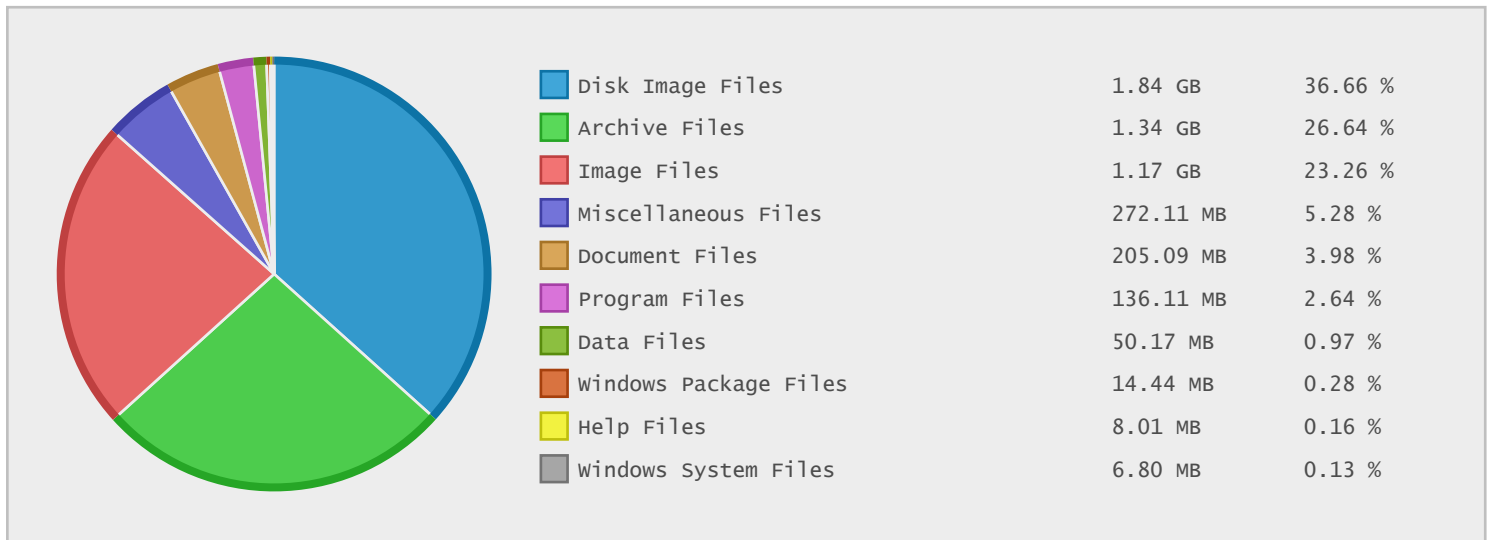 Disk Image Files 1.84 GB 36.66 %
Archive Files 1.34 GB 26.64 %
Image Files 1.17 GB 23.26 %
Miscellaneous Files 272.11 MB 5.28 %
Document Files 205.09 MB 3.98 %
Program Files 136.11 MB 2.64 %
Data Files 50.17 MB 0.97 %
Windows Package Files 14.44 MB 0.28 %
Help Files 8.01 MB 0.16 %
Windows System Files 6.80 MB 0.13 %